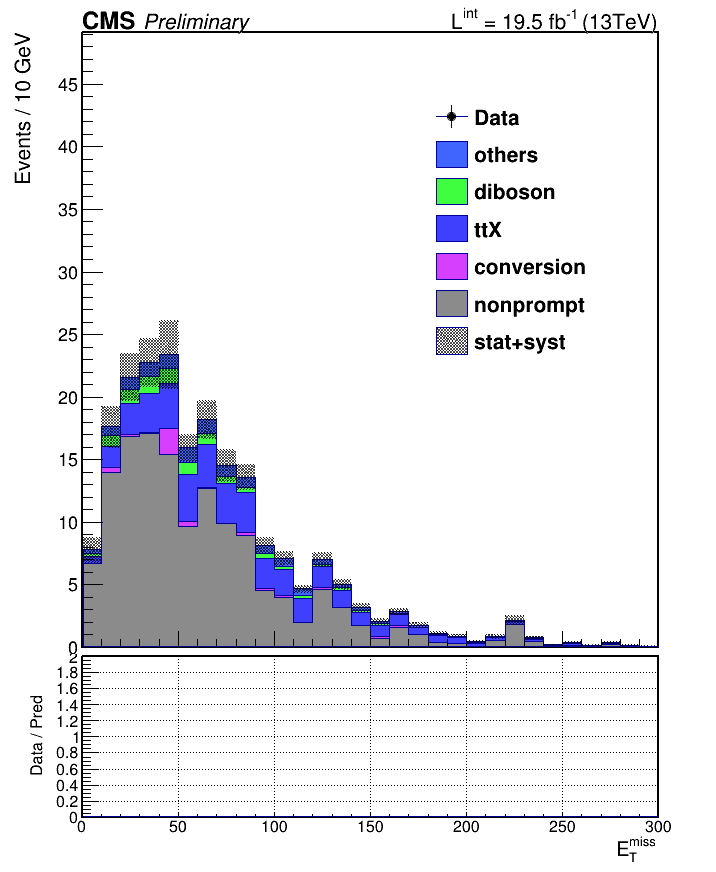 CMS Preliminary
L^int = 19.5 fb^-1 (13TeV)
Events / 10 GeV
45
40
35
30
25
20
15
10
5
0
Data
others
diboson
ttX
conversion
nonprompt
stat+syst
Data / Pred
2
1.8
1.6
1.4
1.2
1
0.8
0.6
0.4
0.2
0
0 50 100 150 200 250 300
E_T^miss